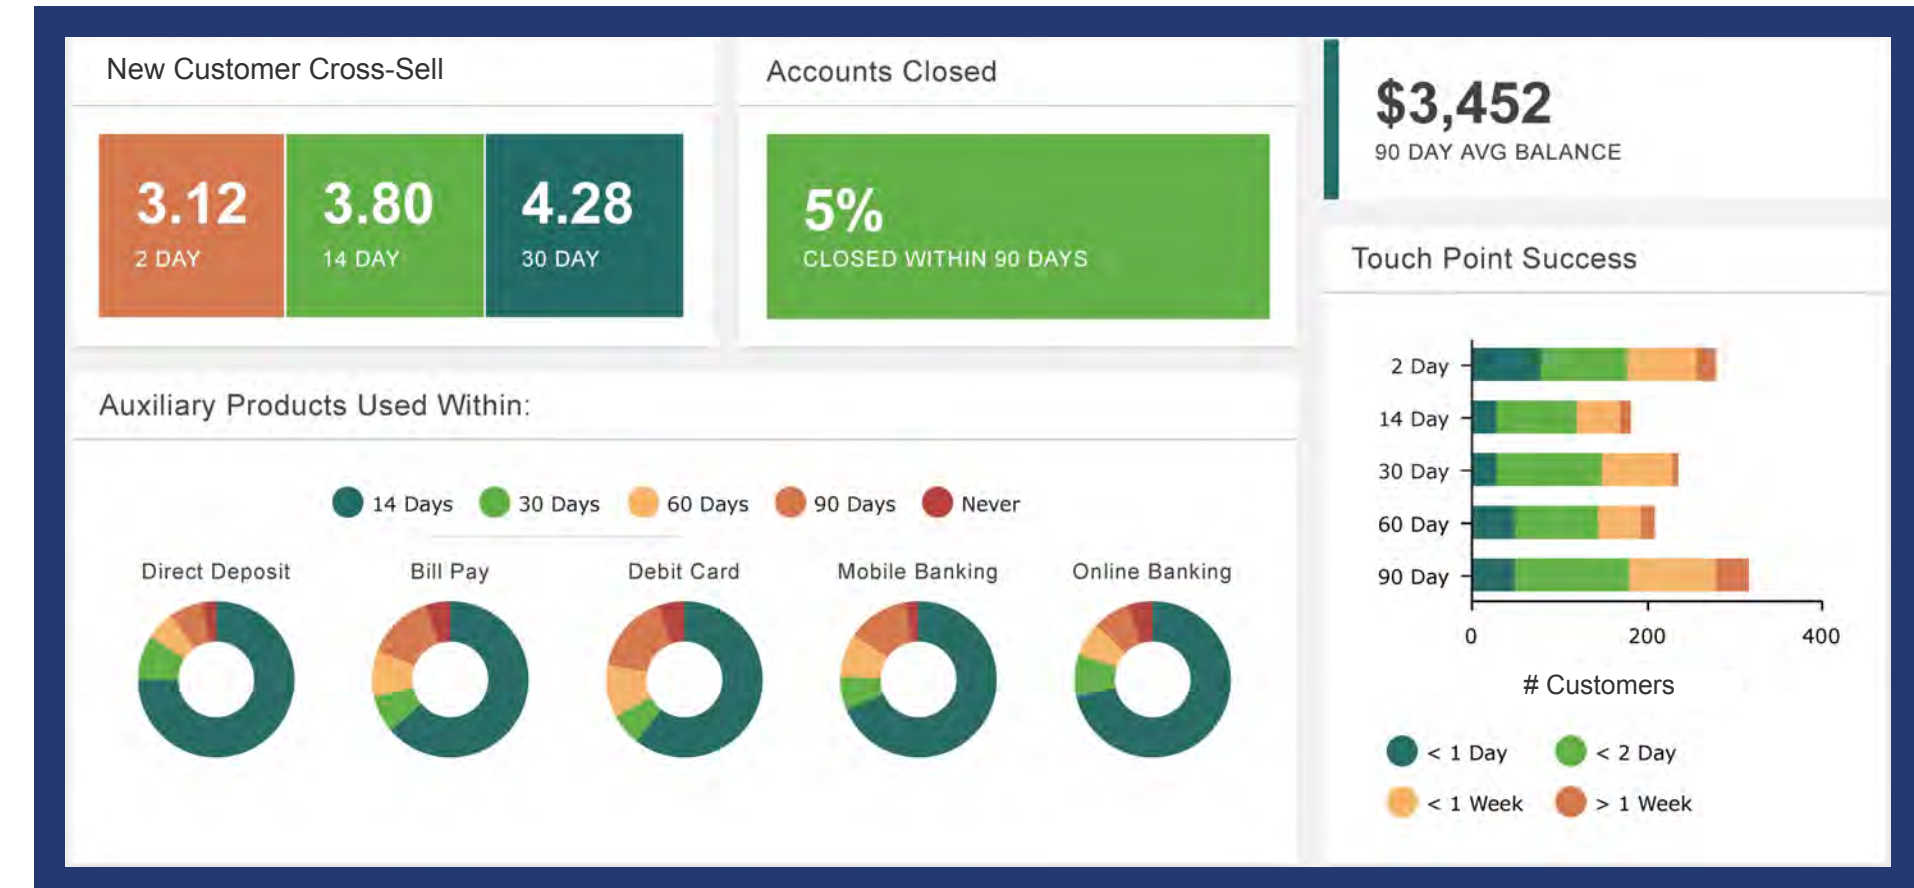 New Customer Cross-Sell
3.12
2 DAY
3.80
14 DAY
4.28
30 DAY
Accounts Closed
5%
CLOSED WITHIN 90 DAYS
$3,452
90 DAY AVG BALANCE
Auxiliary Products Used Within:
14 Days 30 Days 60 Days 90 Days Never
Direct Deposit
Bill Pay
Debit Card
Mobile Banking
Online Banking
Touch Point Success
2 Day
14 Day
30 Day
60 Day
90 Day
0 200 400
# Customers
< 1 Day < 2 Day
< 1 Week > 1 Week